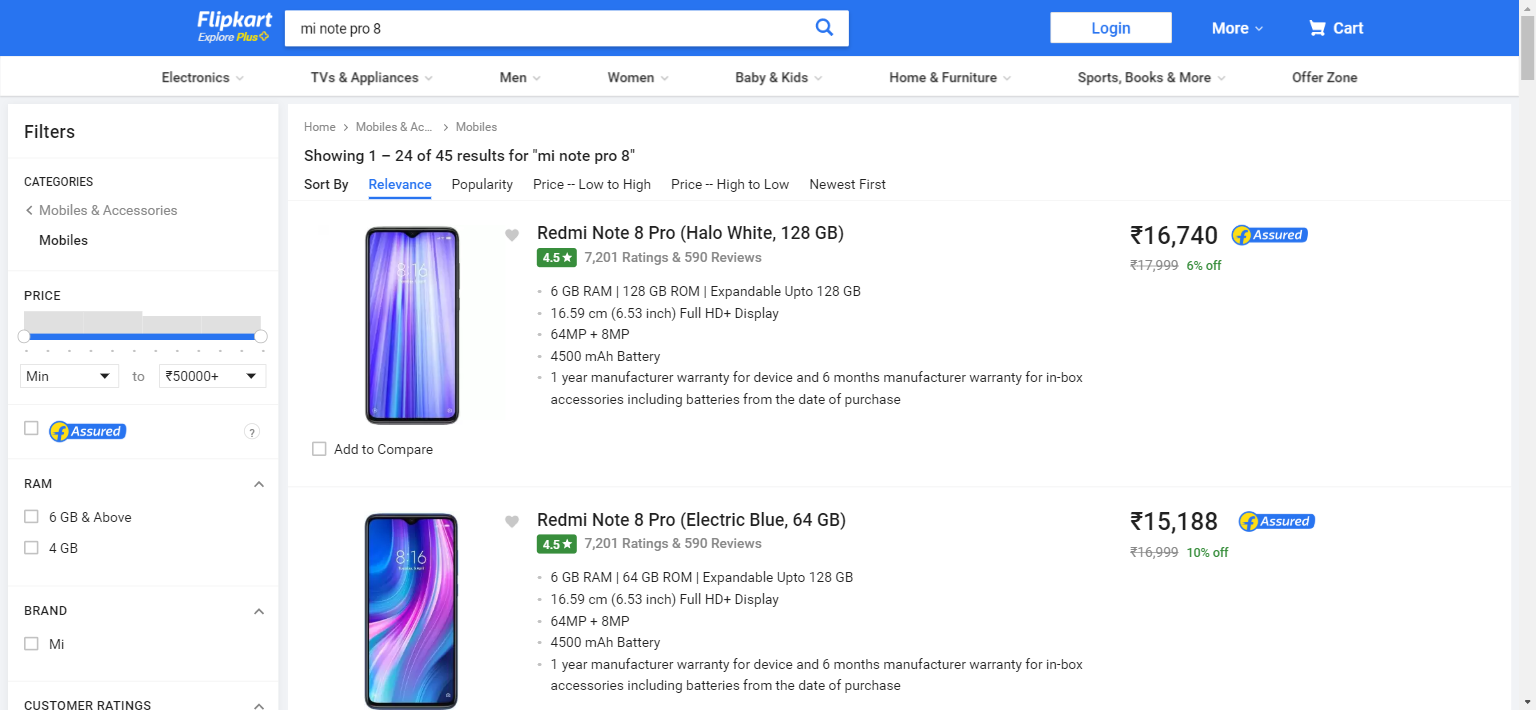 Flipkart
Explore Plus
mi note pro 8
Login
More
Cart
Electronics
TVs & Appliances
Men
Women
Baby & Kids
Home & Furniture
Sports, Books & More
Offer Zone
Filters
CATEGORIES
Mobiles & Accessories
Mobiles
PRICE
Min
to
₹50000+
Assured
?
RAM
6 GB & Above
4 GB
BRAND
Mi
CUSTOMER RATINGS
Home > Mobiles & Ac... > Mobiles
Showing 1 – 24 of 45 results for "mi note pro 8"
Sort By Relevance Popularity Price -- Low to High Price -- High to Low Newest First
8:16
Add to Compare
Redmi Note 8 Pro (Halo White, 128 GB)
4.5★ 7,201 Ratings & 590 Reviews
6 GB RAM | 128 GB ROM | Expandable Upto 128 GB
16.59 cm (6.53 inch) Full HD+ Display
64MP + 8MP
4500 mAh Battery
1 year manufacturer warranty for device and 6 months manufacturer warranty for in-box
accessories including batteries from the date of purchase
₹16,740 Assured
₹17,999 6% off
8:16
Redmi Note 8 Pro (Electric Blue, 64 GB)
4.5★ 7,201 Ratings & 590 Reviews
6 GB RAM | 64 GB ROM | Expandable Upto 128 GB
16.59 cm (6.53 inch) Full HD+ Display
64MP + 8MP
4500 mAh Battery
1 year manufacturer warranty for device and 6 months manufacturer warranty for in-box
accessories including batteries from the date of purchase
₹15,188 Assured
₹16,999 10% off